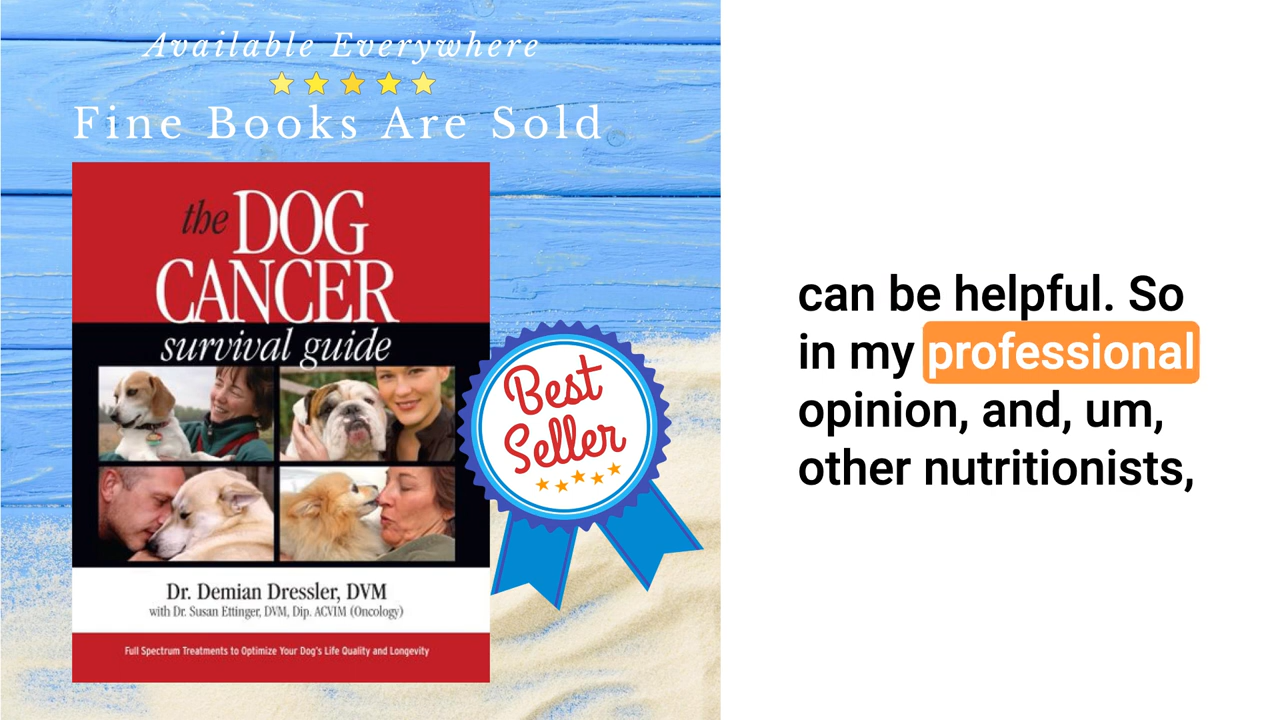 Available Everywhere
Fine Books Are Sold
the DOG
CANCER
survival guide
Best
Seller
Dr. Demian Dressler, DVM
with Dr. Susan Ettinger, DVM, Dip. ACVIM (Oncology)
Full Spectrum Treatments to Optimize Your Dog's Life Quality and Longevity
can be helpful. So
in my professional
opinion, and, um,
other nutritionists,